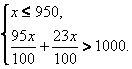 x ≤ 950,
95x/100 + 23x/100 > 1000.